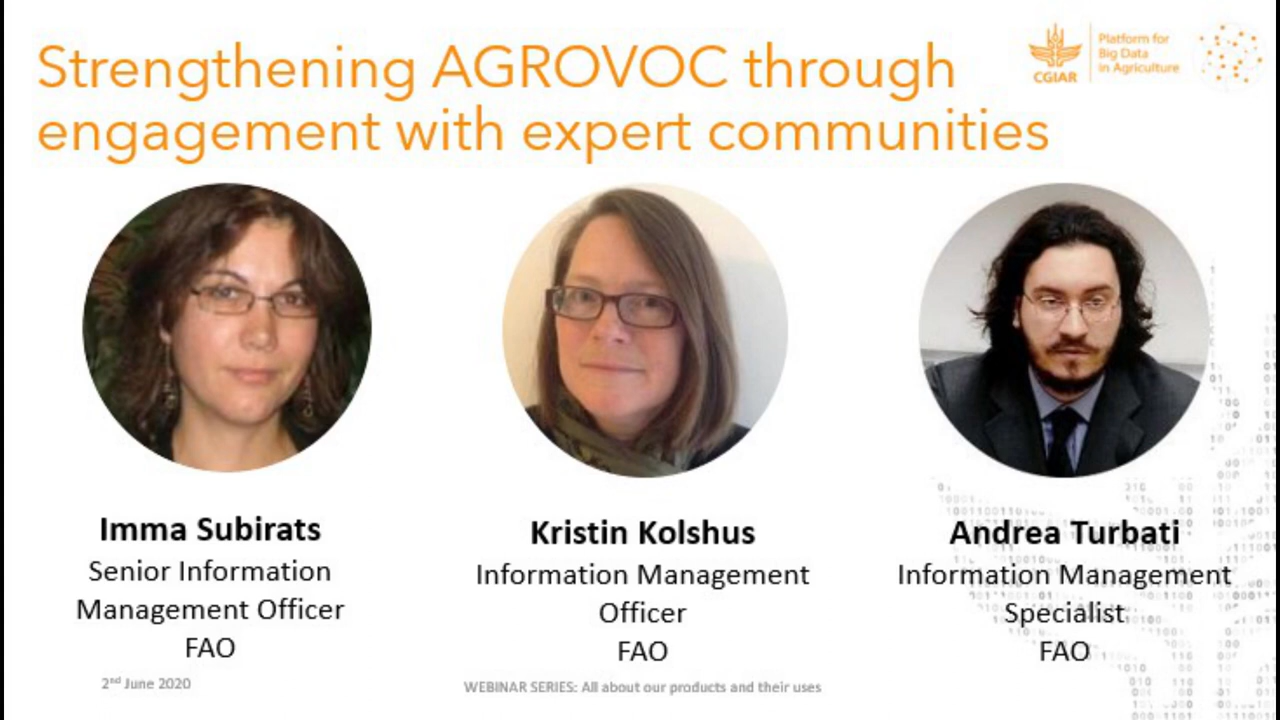 Strengthening AGROVOC through
engagement with expert communities
CGIAR
Platform for
Big Data
in Agriculture
Imma Subirats
Senior Information
Management Officer
FAO
Kristin Kolshus
Information Management
Officer
FAO
Andrea Turbati
Information Management
Specialist
FAO
2nd June 2020
WEBINAR SERIES: All about our products and their uses